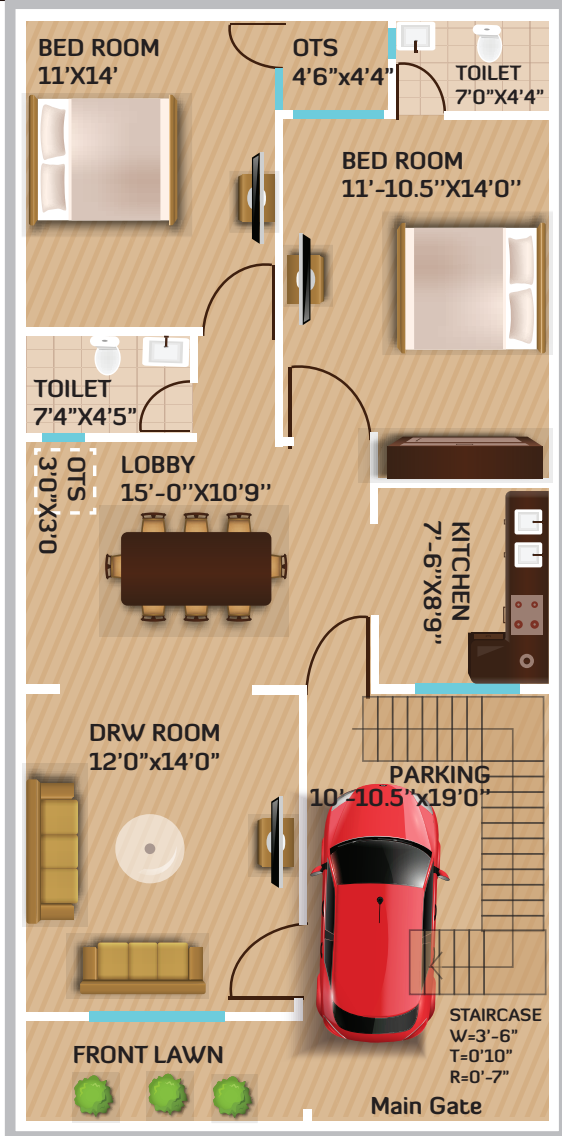 BED ROOM
11'X14'
OTS
4'6"x4'4"
TOILET
7'0"X4'4"
BED ROOM
11'-10.5''X14'0''
TOILET
7'4"X4'5"
OTS
3'0"X3'0
LOBBY
15'-0''X10'9''
KITCHEN
7'-6"X8'9"
DRW ROOM
12'0"x14'0"
PARKING
10'-10.5"x19'0"
STAIRCASE
W=3'-6"
T=0'10"
R=0'-7"
FRONT LAWN
Main Gate